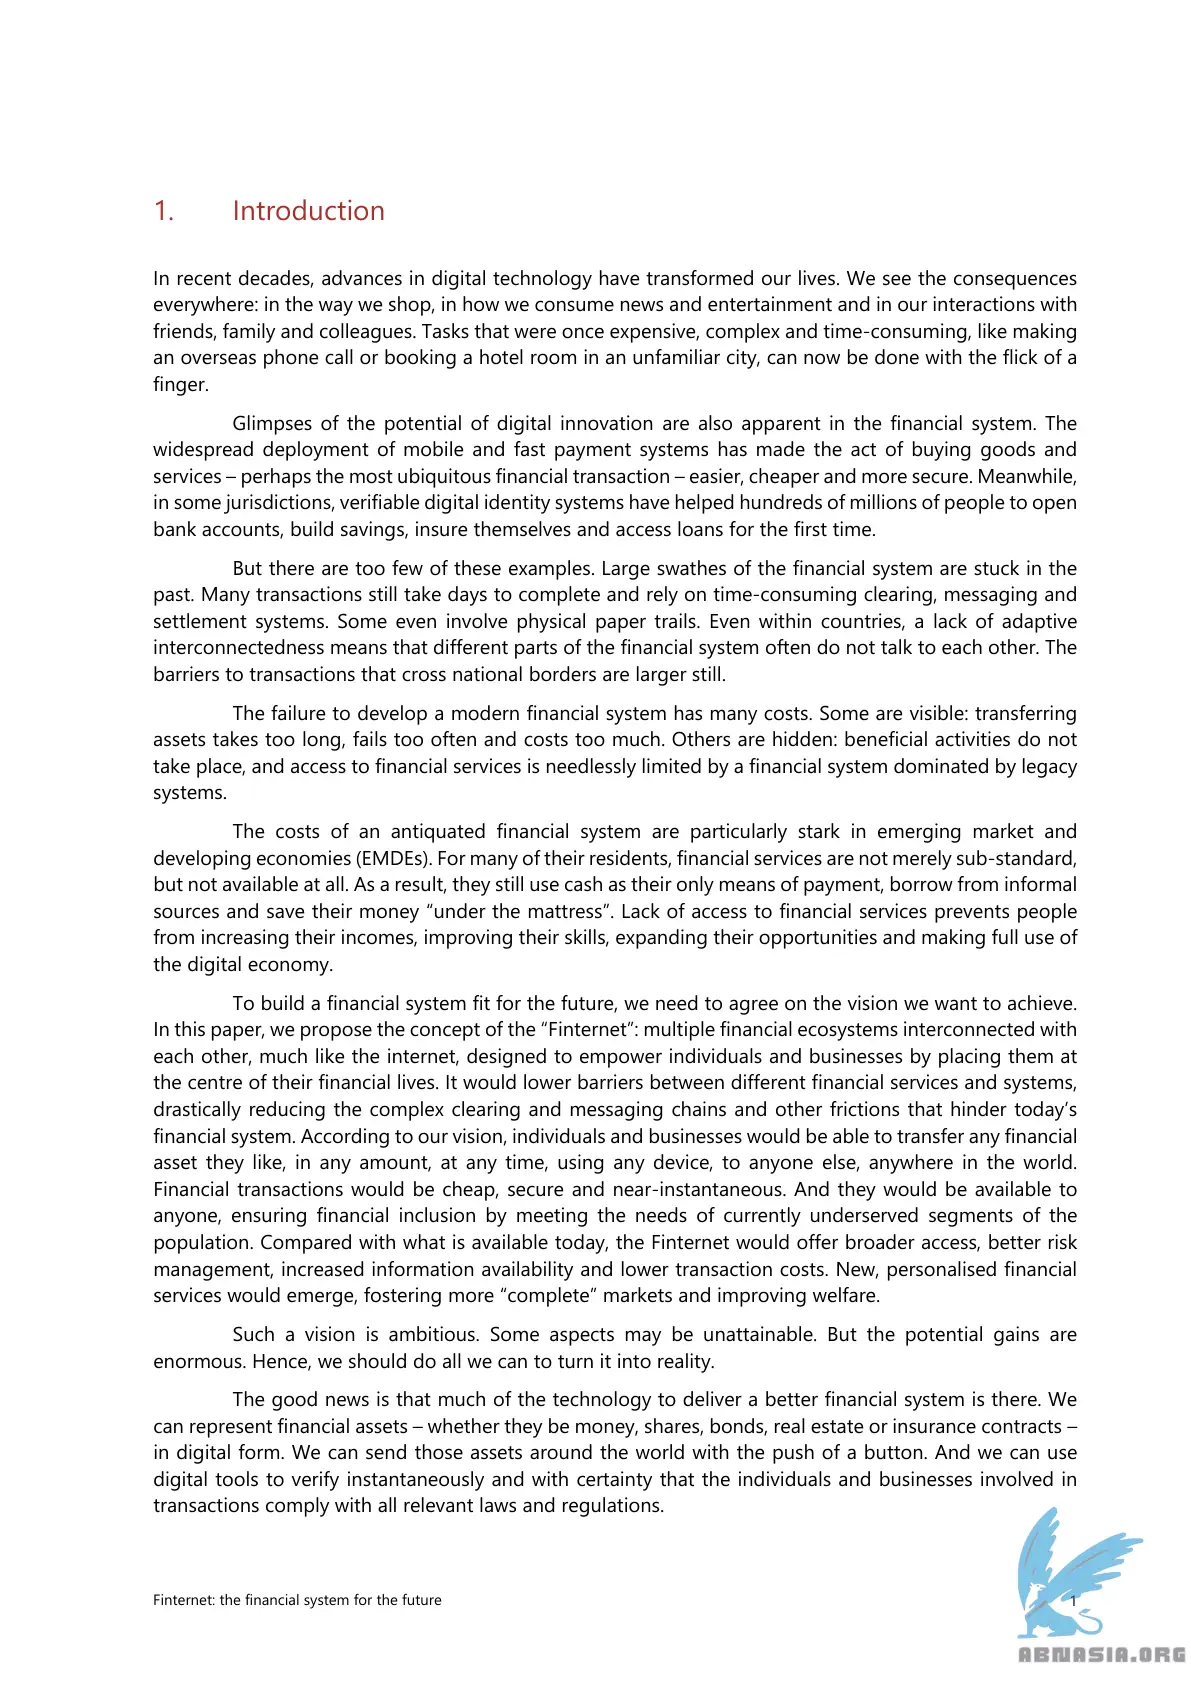 1. Introduction
In recent decades, advances in digital technology have transformed our lives. We see the consequences
everywhere: in the way we shop, in how we consume news and entertainment and in our interactions with
friends, family and colleagues. Tasks that were once expensive, complex and time-consuming, like making
an overseas phone call or booking a hotel room in an unfamiliar city, can now be done with the flick of a
finger.
Glimpses of the potential of digital innovation are also apparent in the financial system. The
widespread deployment of mobile and fast payment systems has made the act of buying goods and
services – perhaps the most ubiquitous financial transaction – easier, cheaper and more secure. Meanwhile,
in some jurisdictions, verifiable digital identity systems have helped hundreds of millions of people to open
bank accounts, build savings, insure themselves and access loans for the first time.
But there are too few of these examples. Large swathes of the financial system are stuck in the
past. Many transactions still take days to complete and rely on time-consuming clearing, messaging and
settlement systems. Some even involve physical paper trails. Even within countries, a lack of adaptive
interconnectedness means that different parts of the financial system often do not talk to each other. The
barriers to transactions that cross national borders are larger still.
The failure to develop a modern financial system has many costs. Some are visible: transferring
assets takes too long, fails too often and costs too much. Others are hidden: beneficial activities do not
take place, and access to financial services is needlessly limited by a financial system dominated by legacy
systems.
The costs of an antiquated financial system are particularly stark in emerging market and
developing economies (EMDEs). For many of their residents, financial services are not merely sub-standard,
but not available at all. As a result, they still use cash as their only means of payment, borrow from informal
sources and save their money “under the mattress”. Lack of access to financial services prevents people
from increasing their incomes, improving their skills, expanding their opportunities and making full use of
the digital economy.
To build a financial system fit for the future, we need to agree on the vision we want to achieve.
In this paper, we propose the concept of the “Finternet”: multiple financial ecosystems interconnected with
each other, much like the internet, designed to empower individuals and businesses by placing them at
the centre of their financial lives. It would lower barriers between different financial services and systems,
drastically reducing the complex clearing and messaging chains and other frictions that hinder today’s
financial system. According to our vision, individuals and businesses would be able to transfer any financial
asset they like, in any amount, at any time, using any device, to anyone else, anywhere in the world.
Financial transactions would be cheap, secure and near-instantaneous. And they would be available to
anyone, ensuring financial inclusion by meeting the needs of currently underserved segments of the
population. Compared with what is available today, the Finternet would offer broader access, better risk
management, increased information availability and lower transaction costs. New, personalised financial
services would emerge, fostering more “complete” markets and improving welfare.
Such a vision is ambitious. Some aspects may be unattainable. But the potential gains are
enormous. Hence, we should do all we can to turn it into reality.
The good news is that much of the technology to deliver a better financial system is there. We
can represent financial assets – whether they be money, shares, bonds, real estate or insurance contracts –
in digital form. We can send those assets around the world with the push of a button. And we can use
digital tools to verify instantaneously and with certainty that the individuals and businesses involved in
transactions comply with all relevant laws and regulations.
Finternet: the financial system for the future 1
ABNASIA.ORG